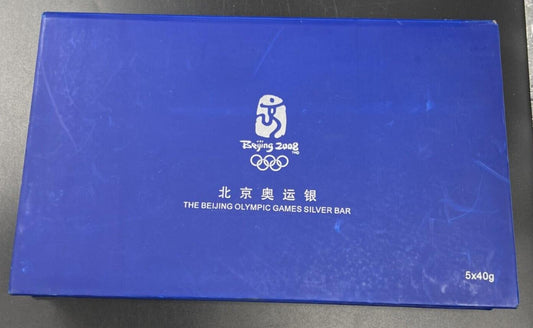 Beijing 2008
北京奥运银
THE BEIJING OLYMPIC GAMES SILVER BAR
5x40g